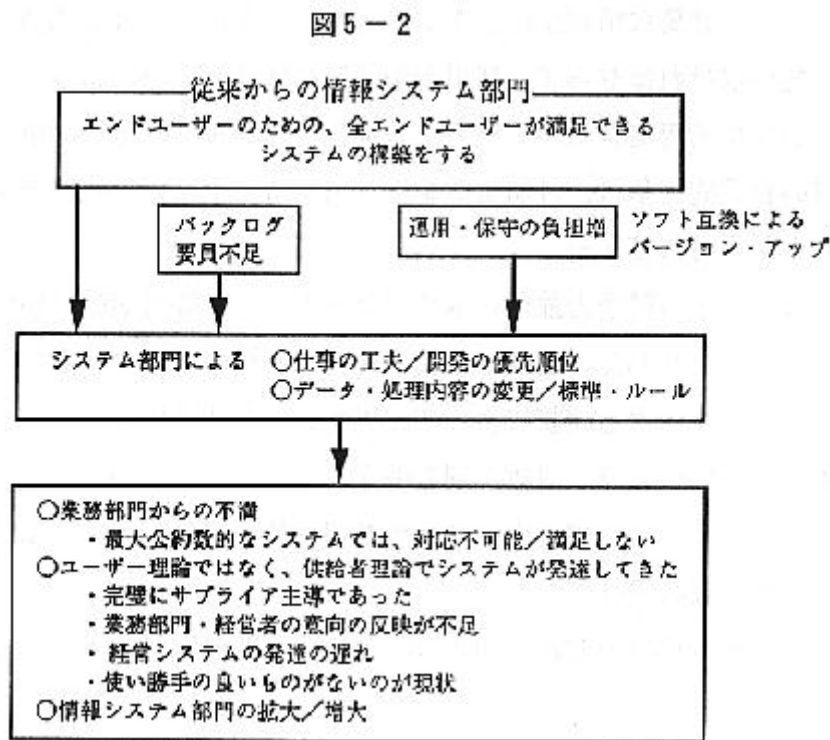 図5-2
従来からの情報システム部門
エンドユーザーのための、全エンドユーザーが満足できる
システムの構築をする
バックログ
要員不足
運用・保守の負担増
ソフト互換による
バージョン・アップ
システム部門による ○仕事の工夫/開発の優先順位
○データ・処理内容の変更/標準・ルール
○業務部門からの不満
・最大公約数的なシステムでは、対応不可能/満足しない
○ユーザー理論ではなく、供給者理論でシステムが発達してきた
・完璧にサプライア主導であった
・業務部門・経営者の意向の反映が不足
・経営システムの発達の遅れ
・使い勝手の良いものがないのが現状
○情報システム部門の拡大/増大